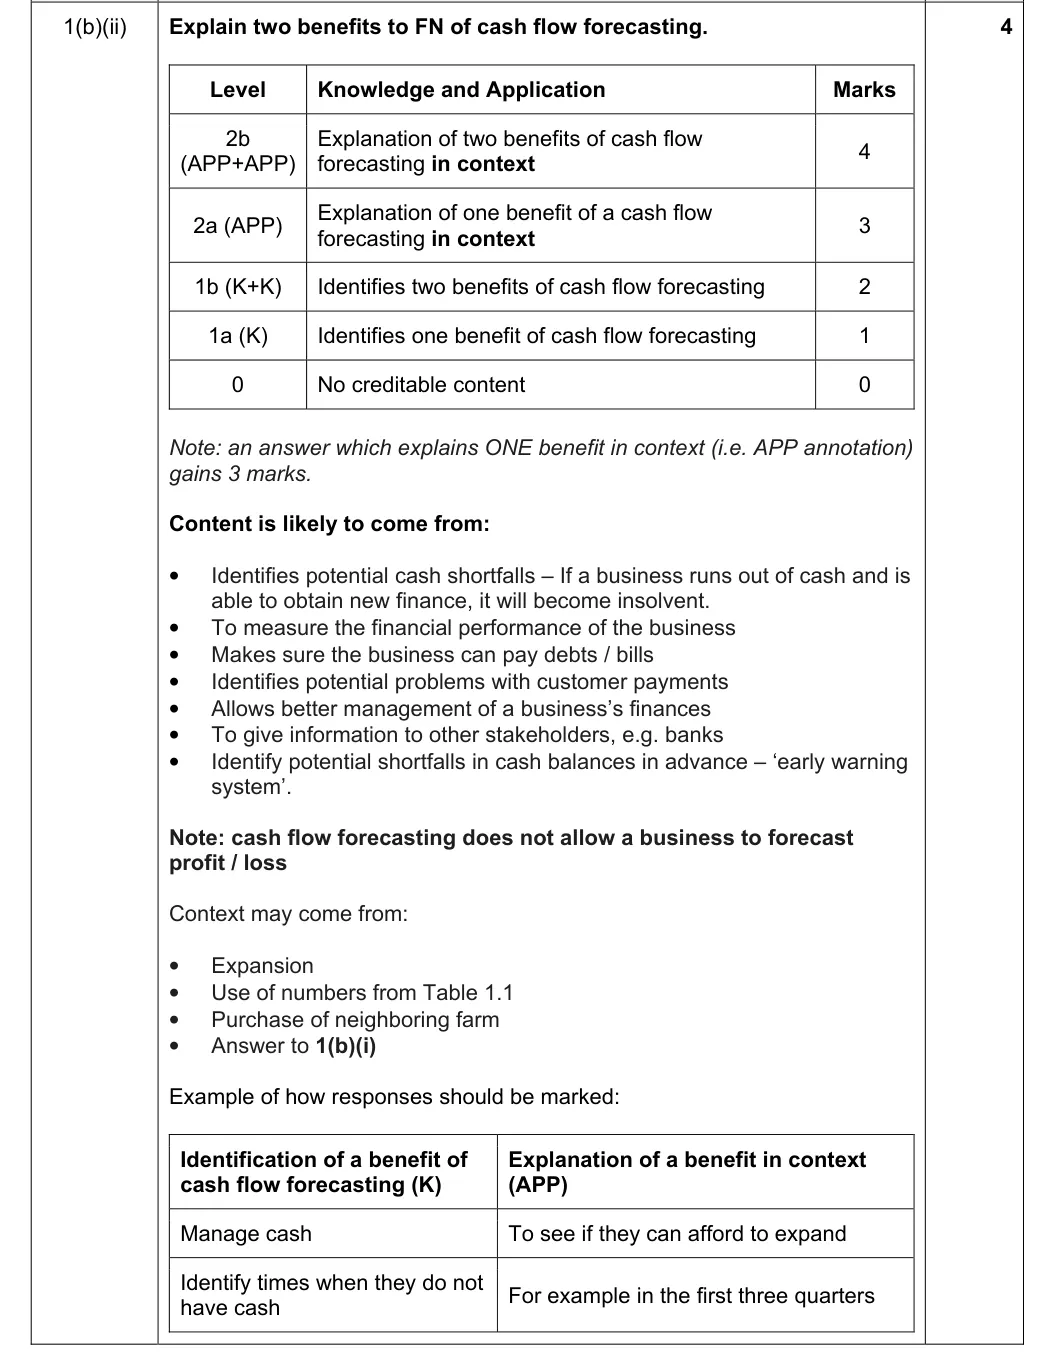 1(b)(ii) Explain two benefits to FN of cash flow forecasting. 4
Level Knowledge and Application Marks
2b
(APP+APP)
Explanation of two benefits of cash flow
forecasting in context
4
2a (APP)
Explanation of one benefit of a cash flow
forecasting in context
3
1b (K+K) Identifies two benefits of cash flow forecasting 2
1a (K) Identifies one benefit of cash flow forecasting 1
0 No creditable content 0
Note: an answer which explains ONE benefit in context (i.e. APP annotation)
gains 3 marks.
Content is likely to come from:
• Identifies potential cash shortfalls – If a business runs out of cash and is
able to obtain new finance, it will become insolvent.
• To measure the financial performance of the business
• Makes sure the business can pay debts / bills
• Identifies potential problems with customer payments
• Allows better management of a business’s finances
• To give information to other stakeholders, e.g. banks
• Identify potential shortfalls in cash balances in advance – ‘early warning
system’.
Note: cash flow forecasting does not allow a business to forecast
profit / loss
Context may come from:
• Expansion
• Use of numbers from Table 1.1
• Purchase of neighboring farm
• Answer to 1(b)(i)
Example of how responses should be marked:
Identification of a benefit of
cash flow forecasting (K)
Explanation of a benefit in context
(APP)
Manage cash To see if they can afford to expand
Identify times when they do not
have cash
For example in the first three quarters